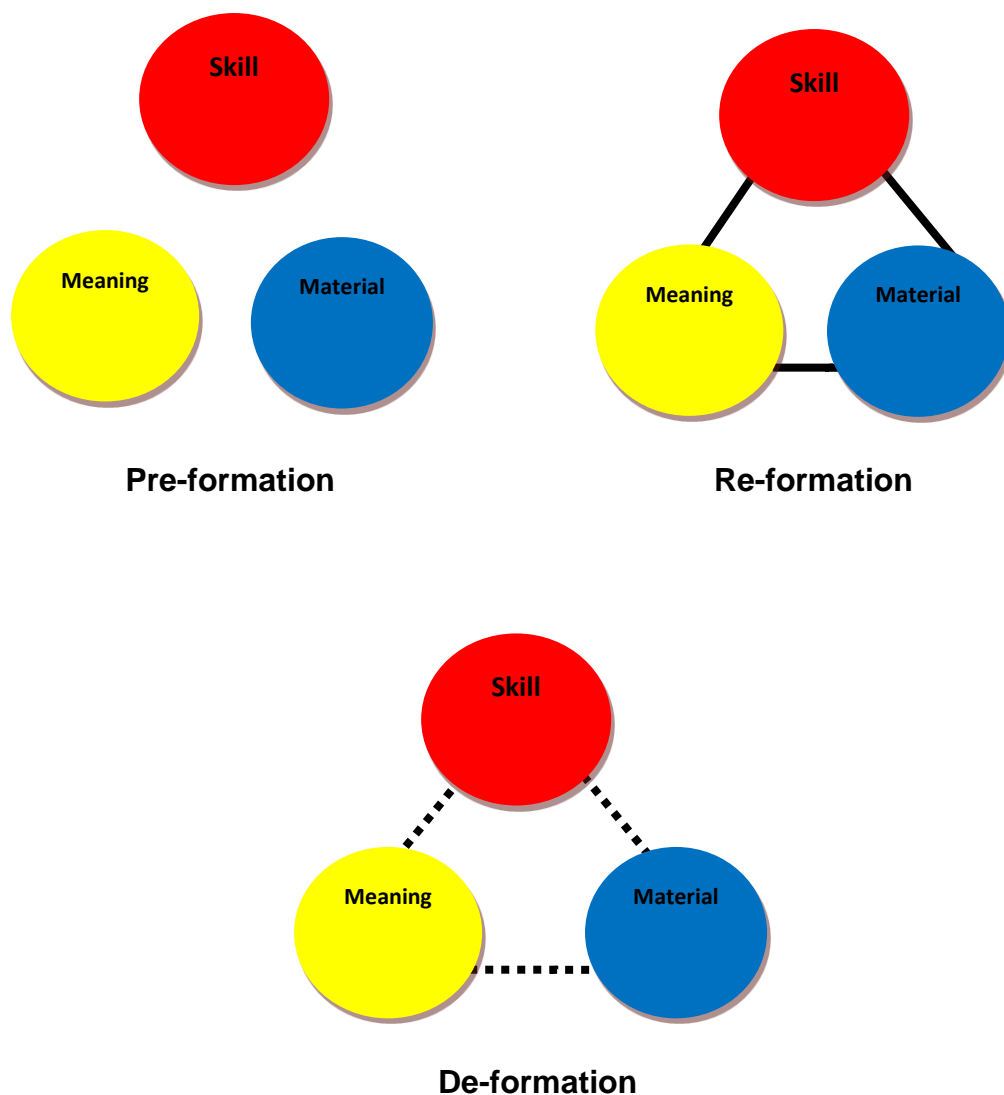 Skill
Meaning
Material
Pre-formation
Skill
Meaning
Material
Re-formation
Skill
Meaning
Material
De-formation